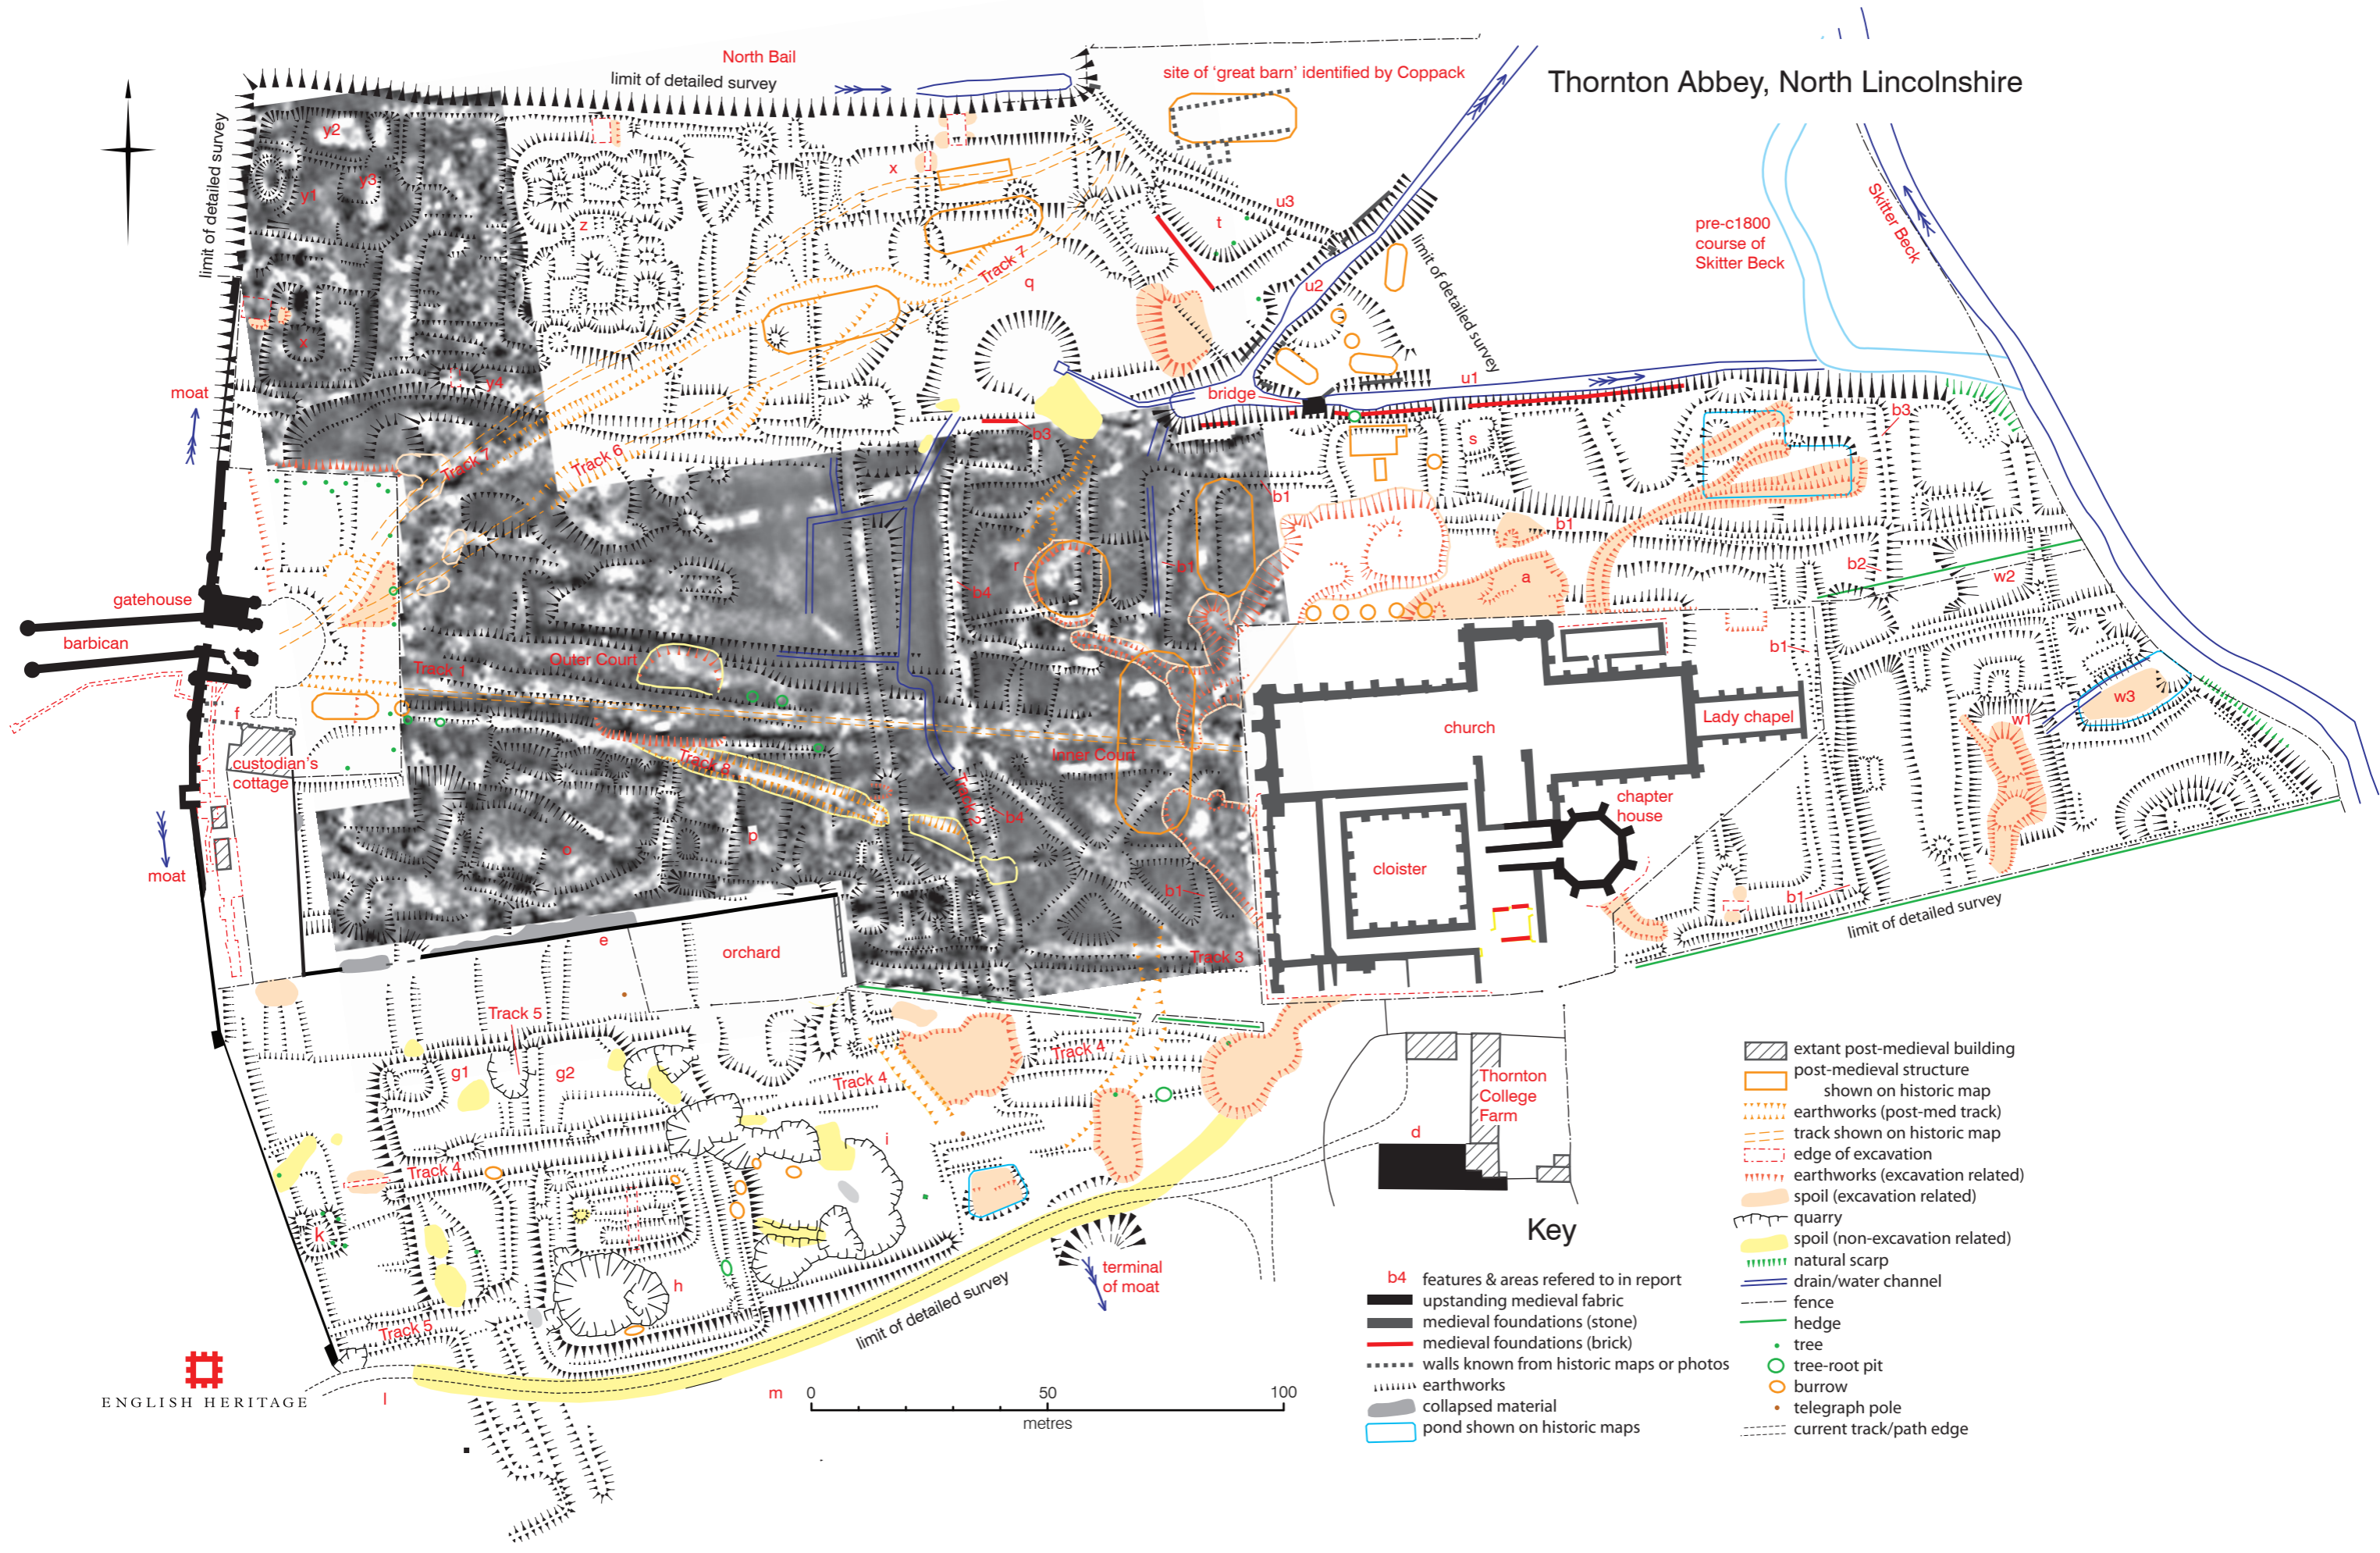 Thornton Abbey, North Lincolnshire
North Bail
limit of detailed survey
site of ‘great barn’ identified by Coppack
limit of detailed survey
y2
y1
y3
x
z
x
t
u3
Track 7
q
u2
limit of detailed survey
pre-c1800
course of
Skitter Beck
Skitter Beck
x
y4
moat
bridge
u1
b3
b3
s
Track 7
Track 6
b1
b1
b2
w2
r
b1
a
b4
gatehouse
barbican
Track 1
Outer Court
b1
w3
f
Inner Court
church
Lady chapel
w1
custodian’s
cottage
Track 8
Track 2
b4
chapter
house
o
p
cloister
moat
b1
b1
limit of detailed survey
e
orchard
Track 3
Track 5
g1
g2
Track 4
Track 4
Track 4
i
k
h
Track 5
l
m
terminal
of moat
limit of detailed survey
Thornton
College
Farm
d
ENGLISH HERITAGE
0
50
100
metres
Key
b4
features & areas refered to in report
upstanding medieval fabric
medieval foundations (stone)
medieval foundations (brick)
walls known from historic maps or photos
earthworks
collapsed material
pond shown on historic maps
extant post-medieval building
post-medieval structure
shown on historic map
earthworks (post-med track)
track shown on historic map
edge of excavation
earthworks (excavation related)
spoil (excavation related)
quarry
spoil (non-excavation related)
natural scarp
drain/water channel
fence
hedge
tree
tree-root pit
burrow
telegraph pole
current track/path edge